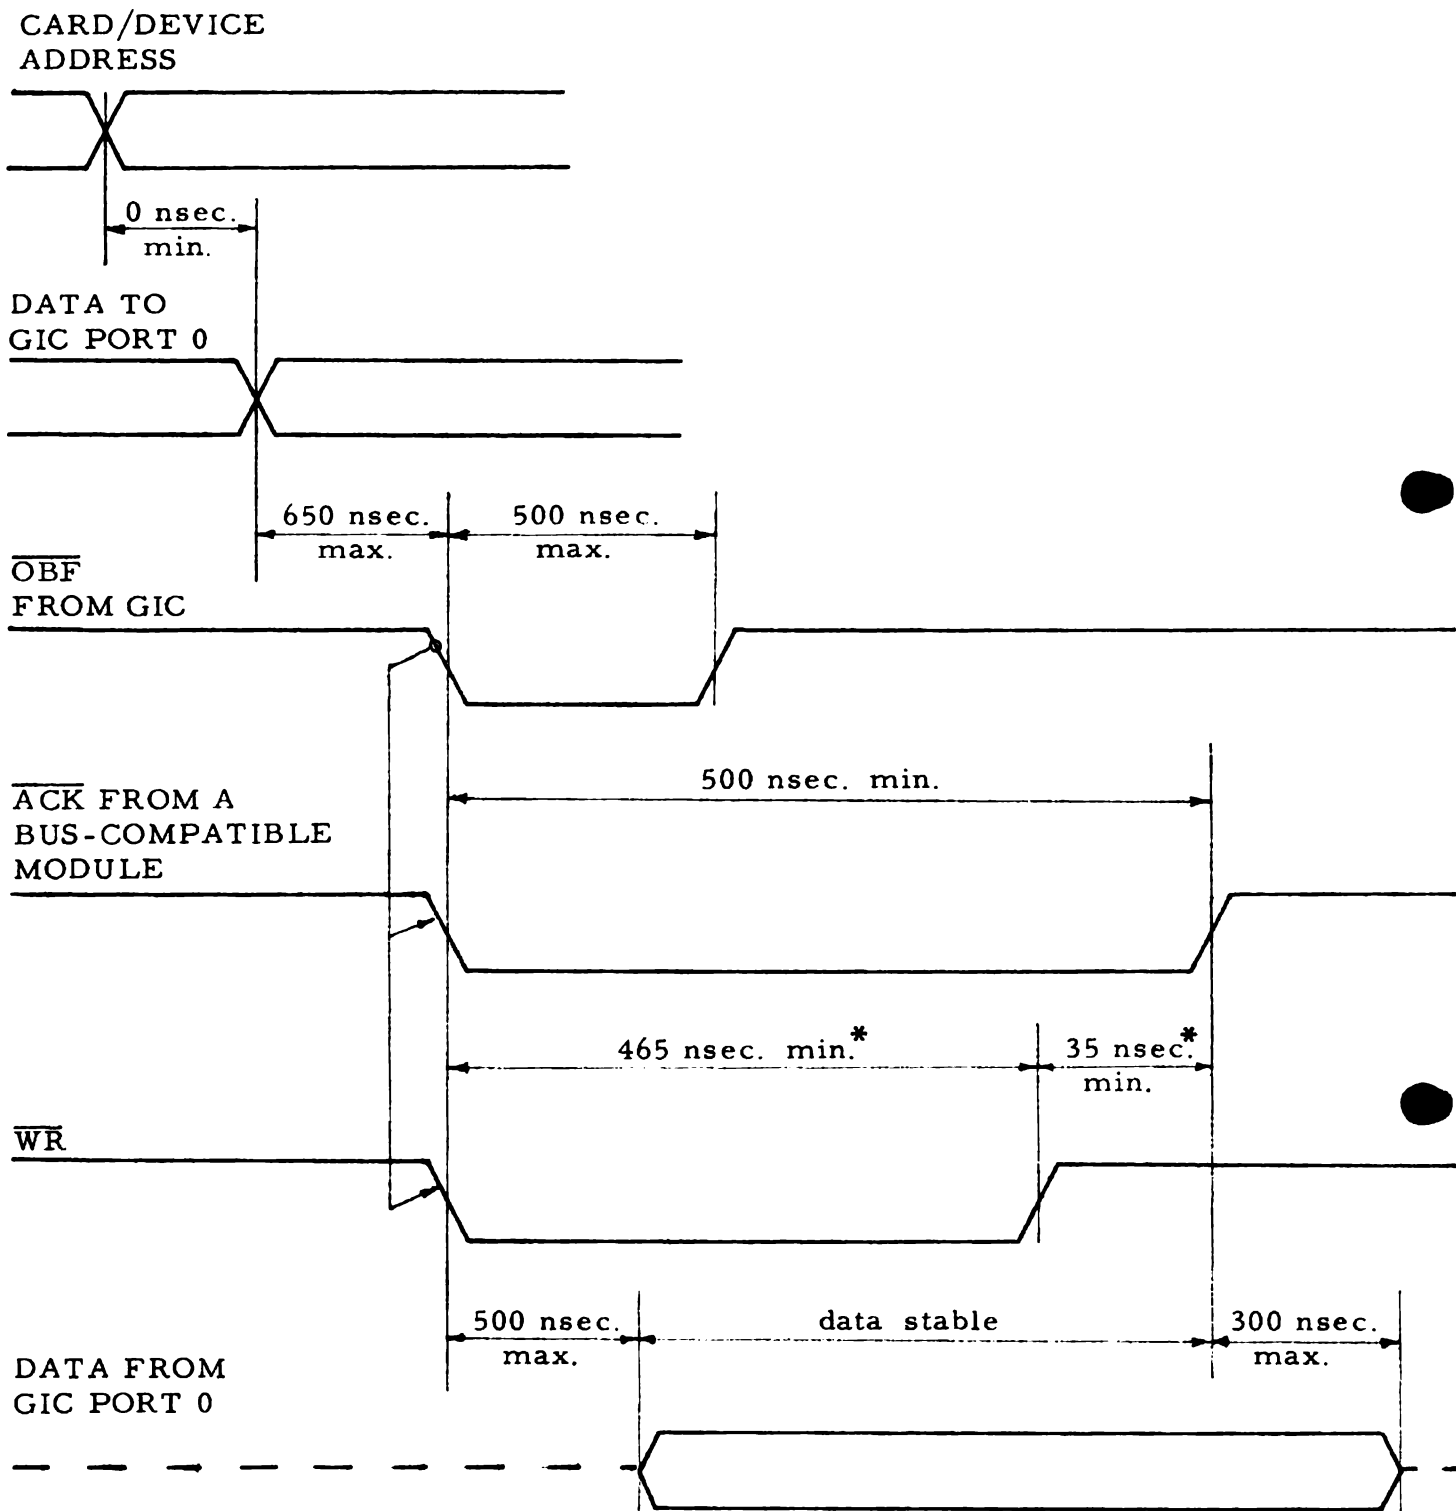 CARD/DEVICE
ADDRESS
0 nsec.
min.
DATA TO
GIC PORT 0
650 nsec.
max.
500 nsec.
max.
OBF
FROM GIC
500 nsec. min.
ACK FROM A
BUS-COMPATIBLE
MODULE
465 nsec. min.*
35 nsec.*
min.
WR
500 nsec.
max.
data stable
300 nsec.
max.
DATA FROM
GIC PORT 0